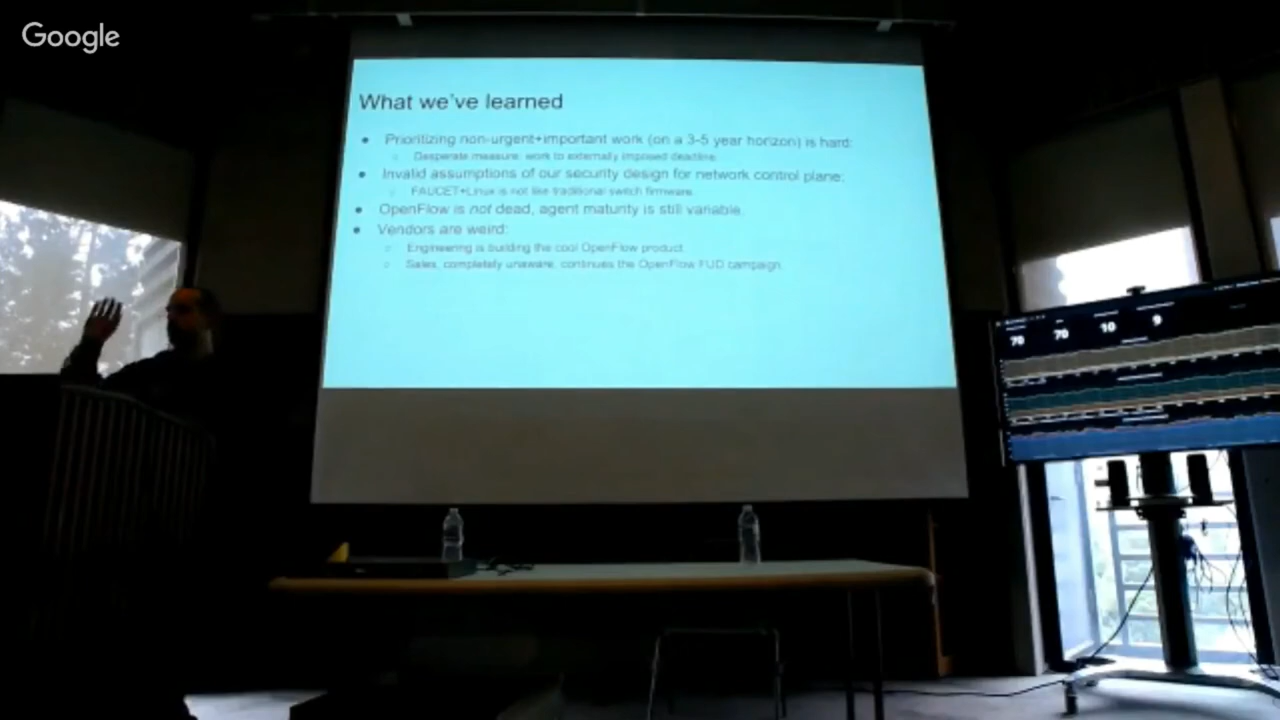 Google
What we've learned
● Prioritizing non-urgent+important work (on a 3-5 year horizon) is hard:
○ Desperate measure: work to externally imposed deadline.
● Invalid assumptions of our security design for network control plane:
○ FAUCET+Linux is not like traditional switch firmware.
● OpenFlow is not dead, agent maturity is still variable.
● Vendors are weird:
○ Engineering is building the cool OpenFlow product
○ Sales, completely unaware, continues the OpenFlow FUD campaign.
70 70 10 9